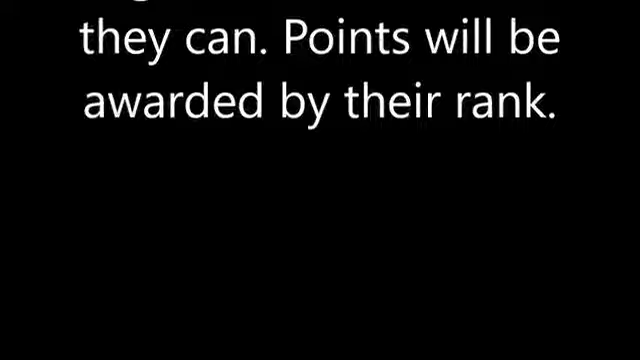 they can. Points will be
awarded by their rank.